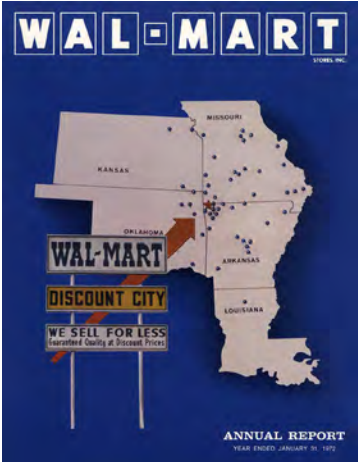 WAL-MART
STORES, INC.
MISSOURI
KANSAS
OKLAHOMA
ARKANSAS
LOUISIANA
WAL-MART
DISCOUNT CITY
WE SELL FOR LESS
Guaranteed Quality at Discount Prices
ANNUAL REPORT
YEAR ENDED JANUARY 31, 1972